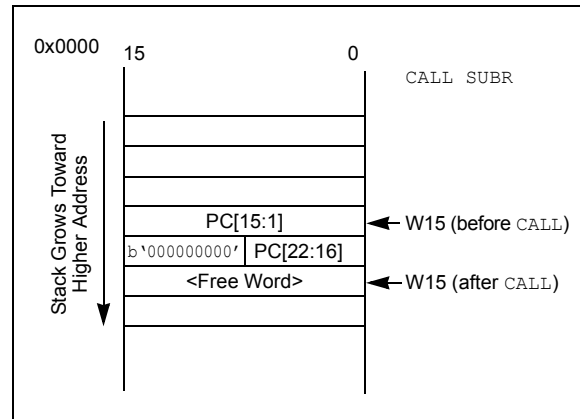 0x0000
15 0
CALL SUBR
Stack Grows Toward
Higher Address
PC[15:1]
W15 (before CALL)
b‘000000000’ PC[22:16]
<Free Word>
W15 (after CALL)